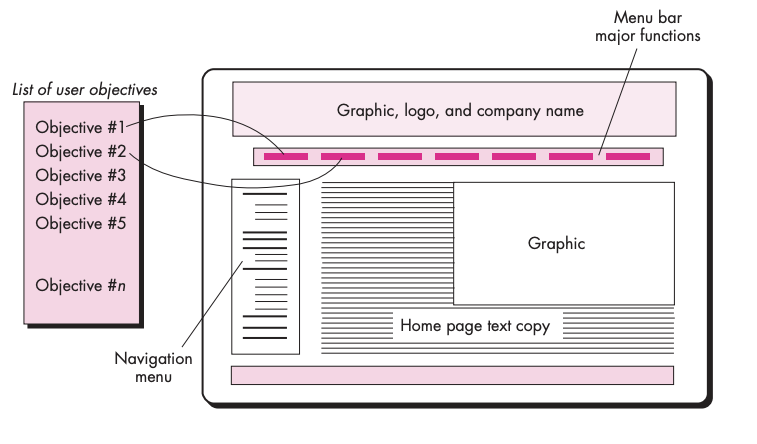 Menu bar
major functions
List of user objectives
Objective #1
Objective #2
Objective #3
Objective #4
Objective #5
Objective #n
Graphic, logo, and company name
Graphic
Home page text copy
Navigation
menu